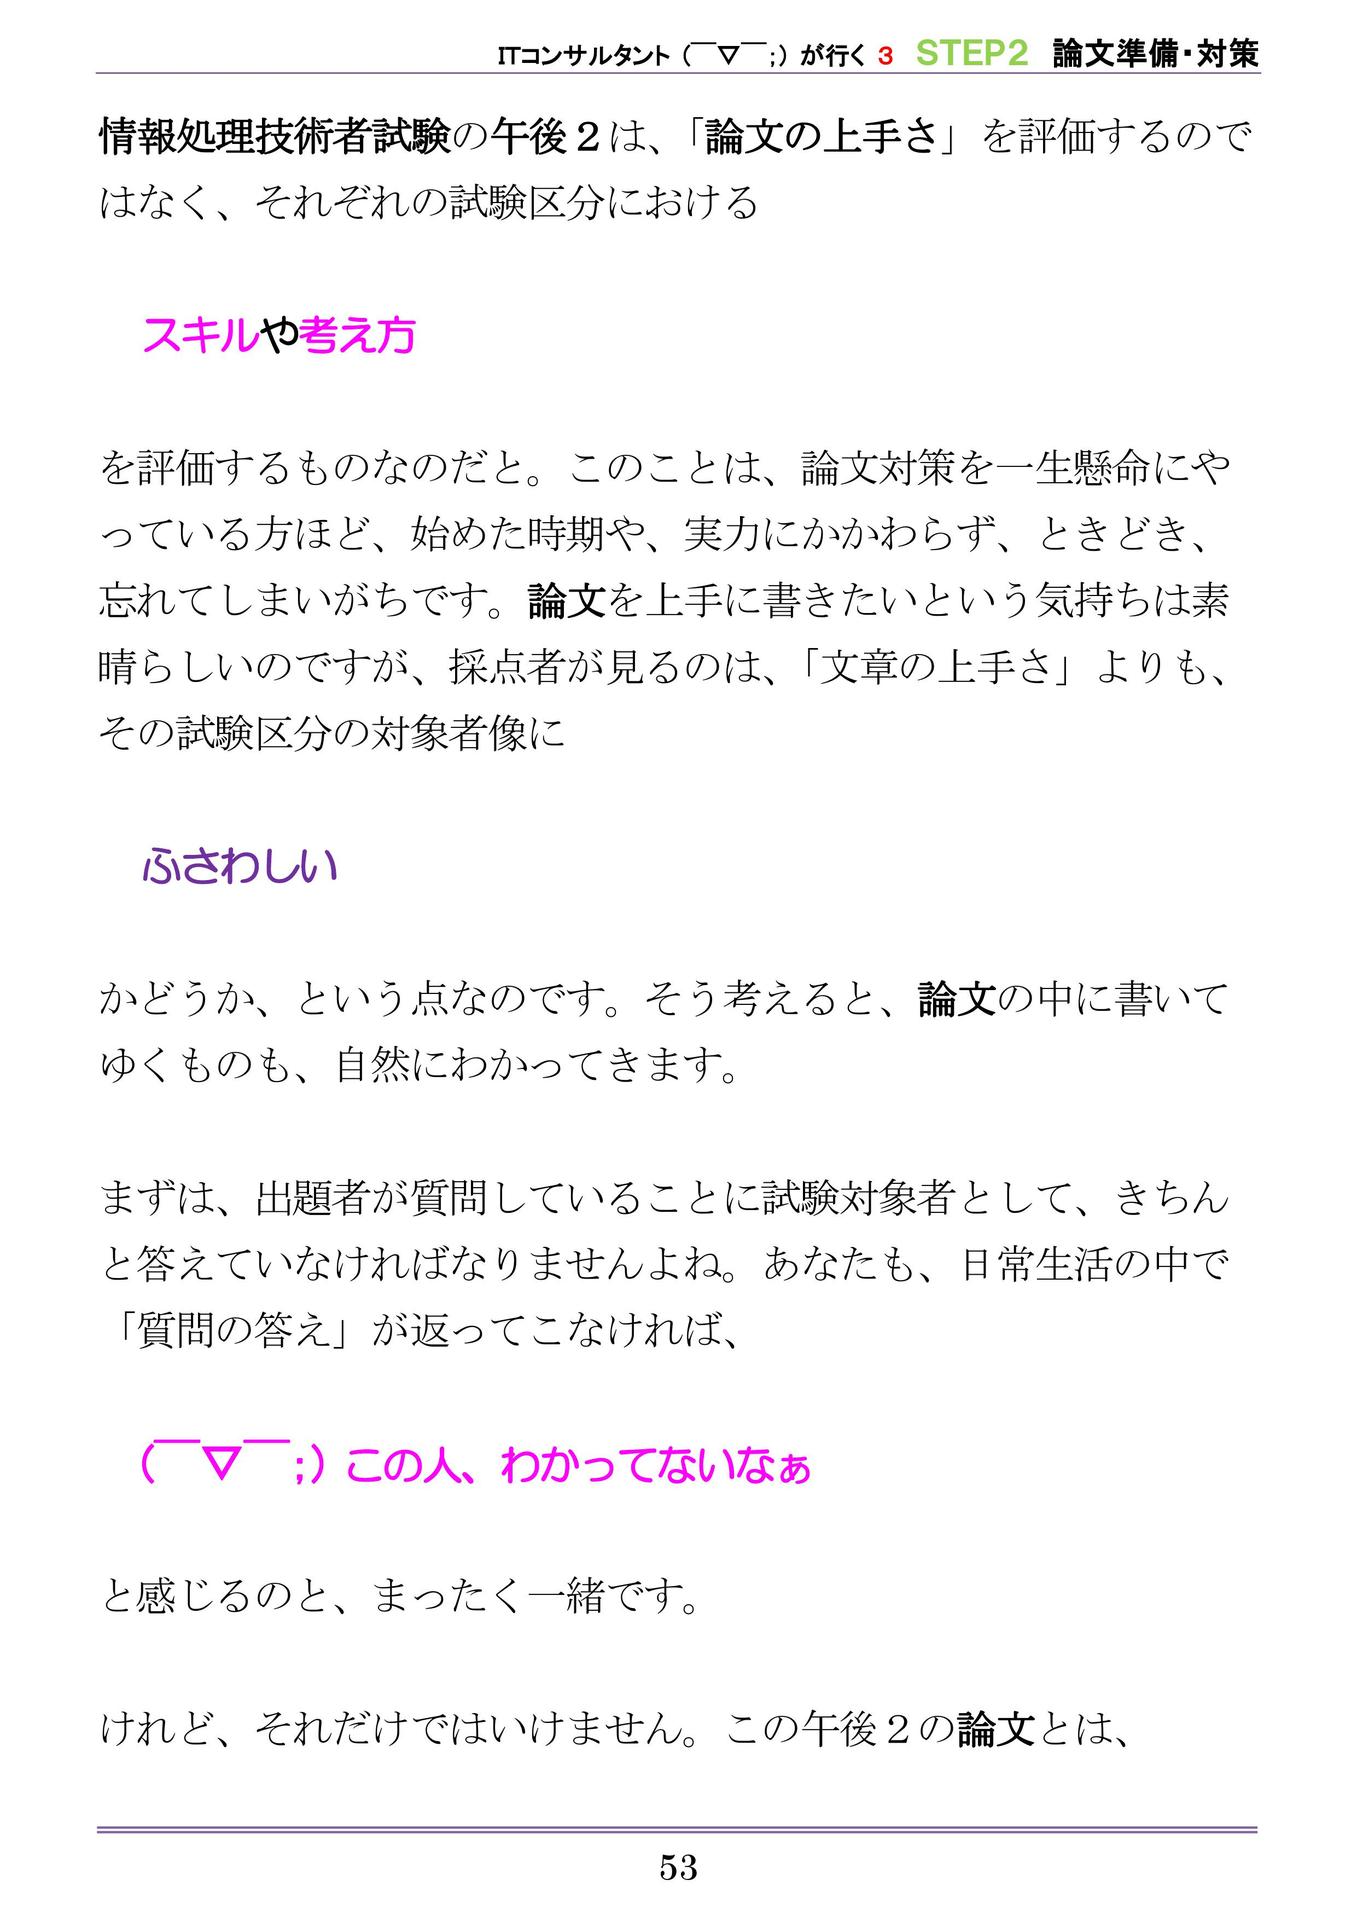 ITコンサルタント（￣▽￣;）が行く 3 STEP2 論文準備・対策
情報処理技術者試験の午後２は、「論文の上手さ」を評価するので
はなく、それぞれの試験区分における
スキルや考え方
を評価するものなのだと。このことは、論文対策を一生懸命にや
っている方ほど、始めた時期や、実力にかかわらず、ときどき、
忘れてしまいがちです。論文を上手に書きたいという気持ちは素
晴らしいのですが、採点者が見るのは、「文章の上手さ」よりも、
その試験区分の対象者像に
ふさわしい
かどうか、という点なのです。そう考えると、論文の中に書いて
ゆくものも、自然にわかってきます。
まずは、出題者が質問していることに試験対象者として、きちん
と答えていなければなりませんよね。あなたも、日常生活の中で
「質問の答え」が返ってこなければ、
（￣▽￣;）この人、わかってないなぁ
と感じるのと、まったく一緒です。
けれど、それだけではいけません。この午後２の論文とは、
53